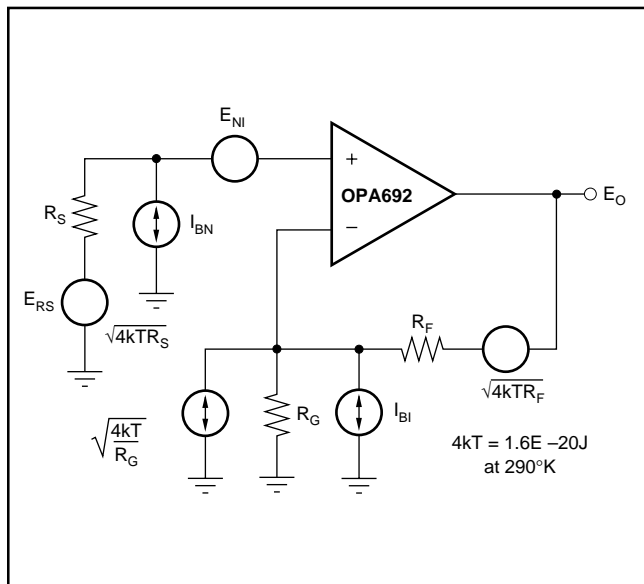 E_NI
+
OPA692
−
E_O
R_S
I_BN
E_RS
√4kTR_S
R_F
√4kTR_F
√4kT/R_G
R_G
I_BI
4kT = 1.6E –20J
at 290°K